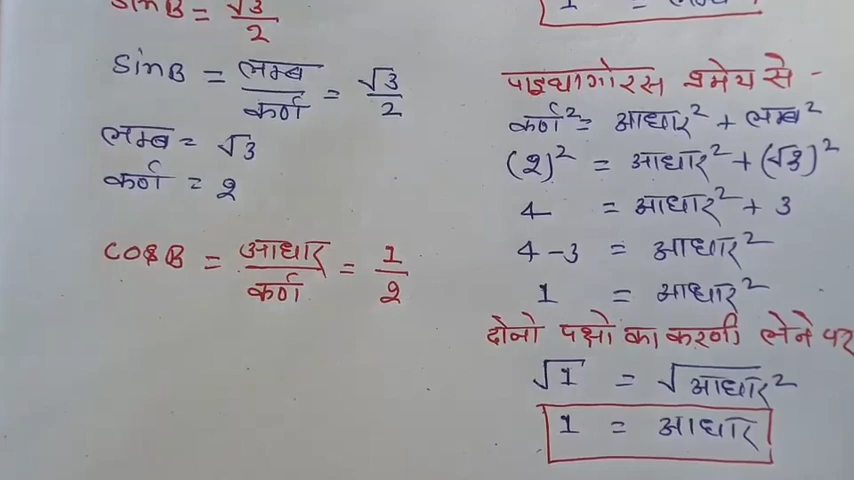 sinB = √3/2
sinB = लम्ब/कर्ण = √3/2
लम्ब = √3
कर्ण = 2
cosB = आधार/कर्ण = 1/2
1 =
पाइथागोरस प्रमेय से -
कर्ण² = आधार² + लम्ब²
(2)² = आधार² + (√3)²
4 = आधार² + 3
4 - 3 = आधार²
1 = आधार²
दोनो पक्षो का करणी लेने पर
√1 = √आधार²
1 = आधार